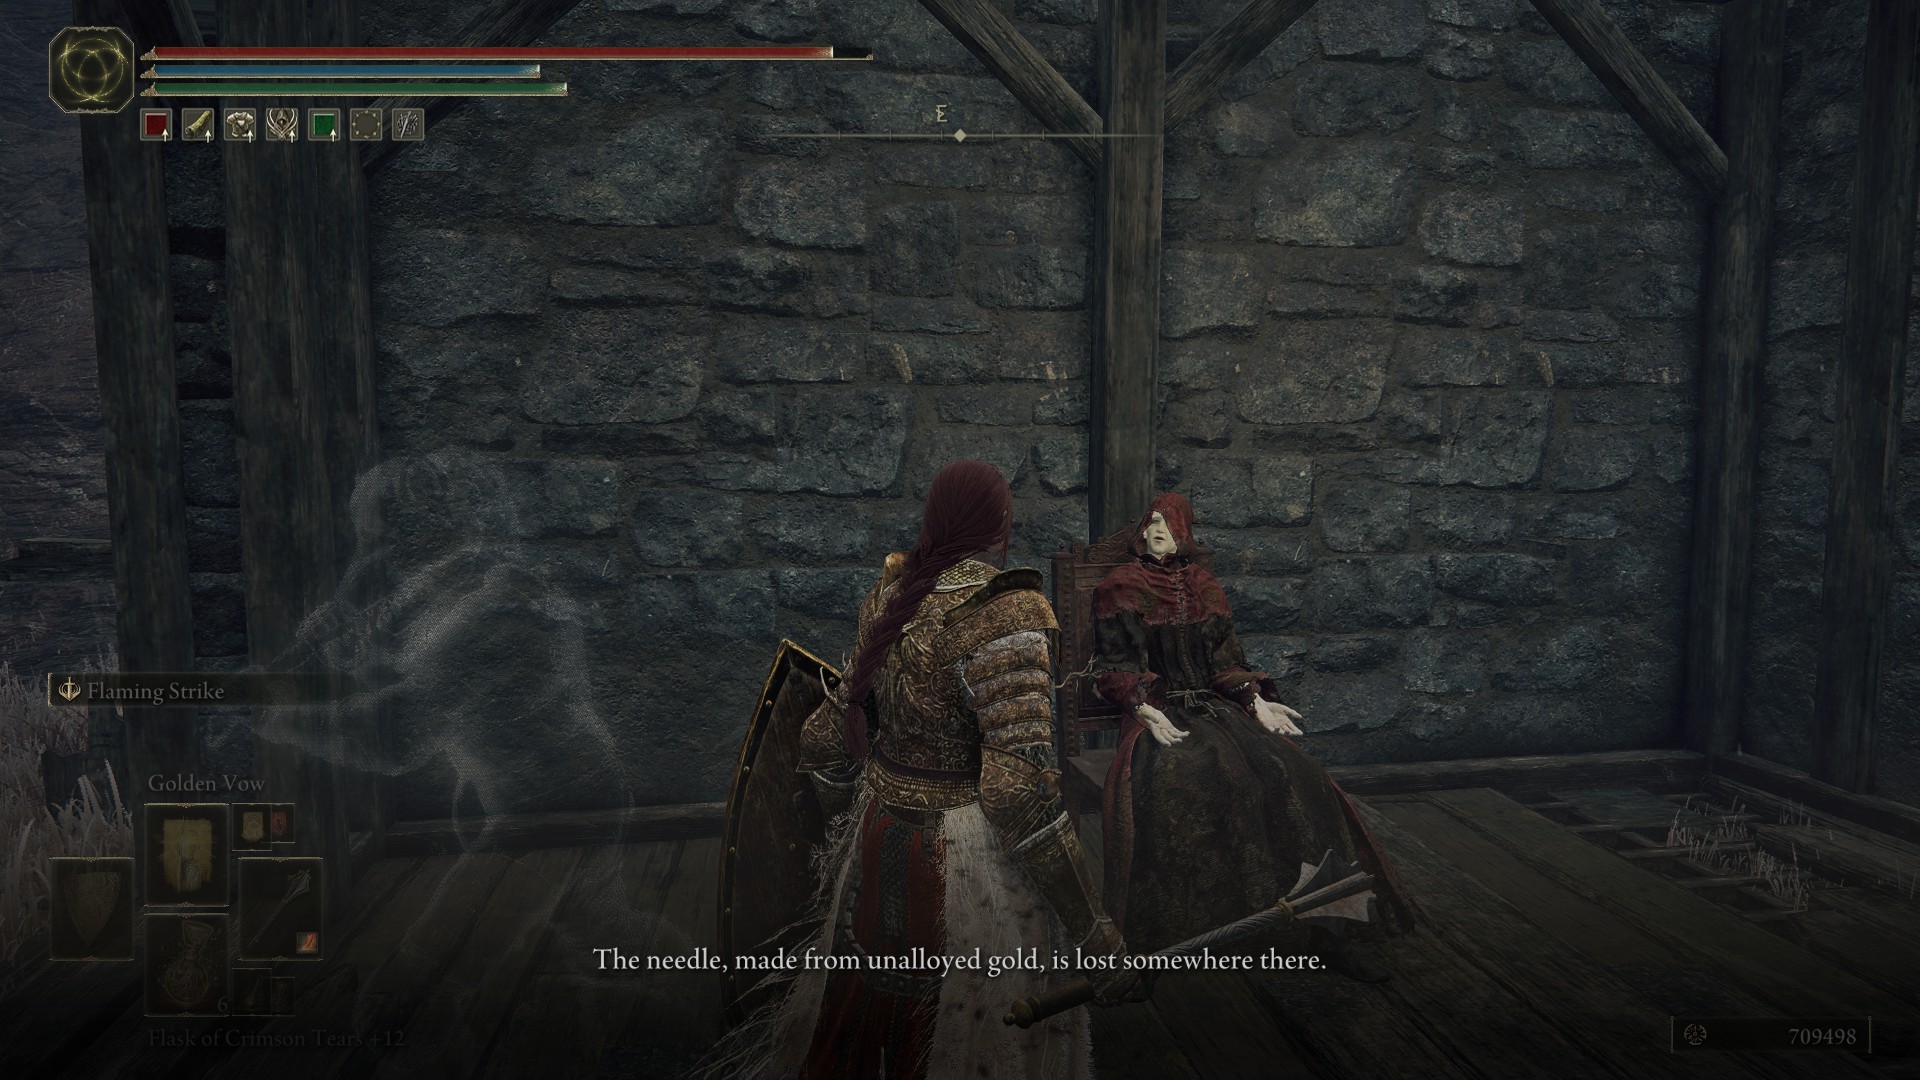 E
Flaming Strike
Golden Vow
6
The needle, made from unalloyed gold, is lost somewhere there.
Flask of Crimson Tears +12
709498